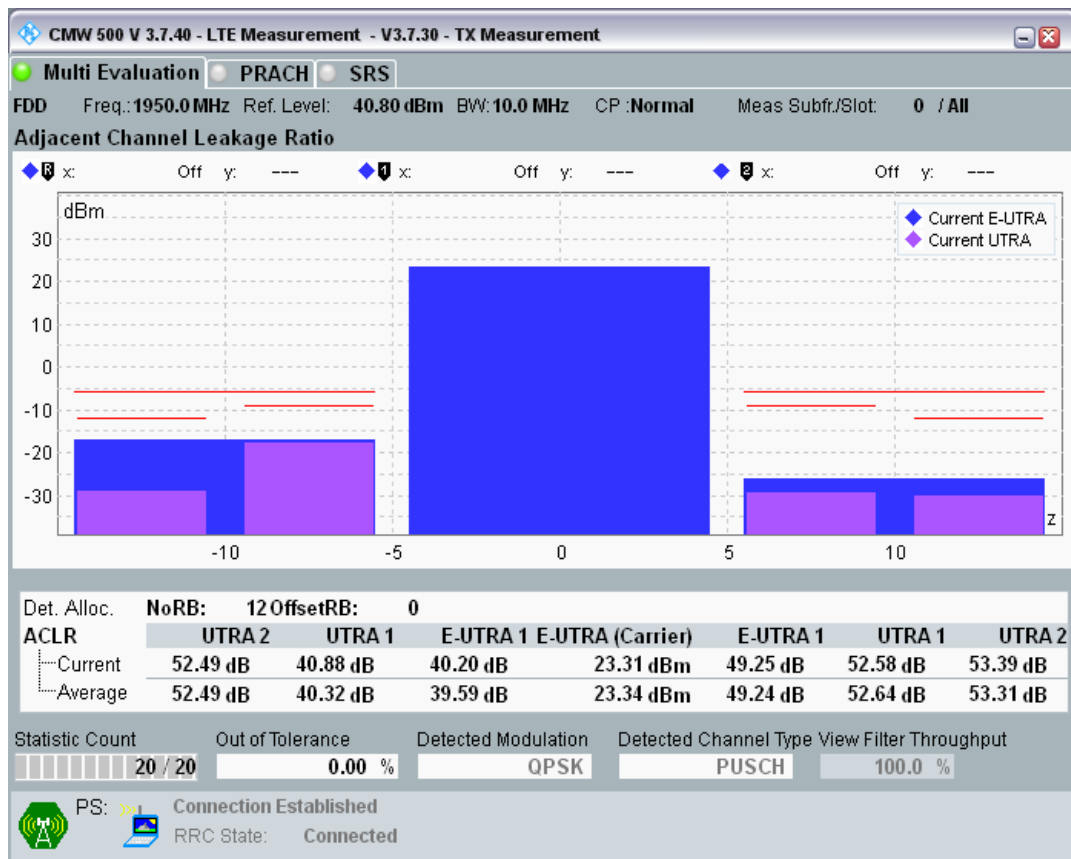 CMW 500 V 3.7.40 - LTE Measurement - V3.7.30 - TX Measurement
Multi Evaluation PRACH SRS
FDD Freq.:1950.0 MHz Ref. Level: 40.80 dBm BW:10.0 MHz CP :Normal Meas Subfr./Slot: 0 / All
Adjacent Channel Leakage Ratio
R x: Off y: --- 1 x: Off y: --- 2 x: Off y: ---
dBm
Current E-UTRA
Current UTRA
30
20
10
0
-10
-20
-30
z
-10 -5 0 5 10
Det. Alloc. NoRB: 12 OffsetRB: 0
ACLR UTRA 2 UTRA 1 E-UTRA 1 E-UTRA (Carrier) E-UTRA 1 UTRA 1 UTRA 2
Current 52.49 dB 40.88 dB 40.20 dB 23.31 dBm 49.25 dB 52.58 dB 53.39 dB
Average 52.49 dB 40.32 dB 39.59 dB 23.34 dBm 49.24 dB 52.64 dB 53.31 dB
Statistic Count Out of Tolerance Detected Modulation Detected Channel Type View Filter Throughput
20 / 20 0.00 % QPSK PUSCH 100.0 %
PS: Connection Established
RRC State: Connected